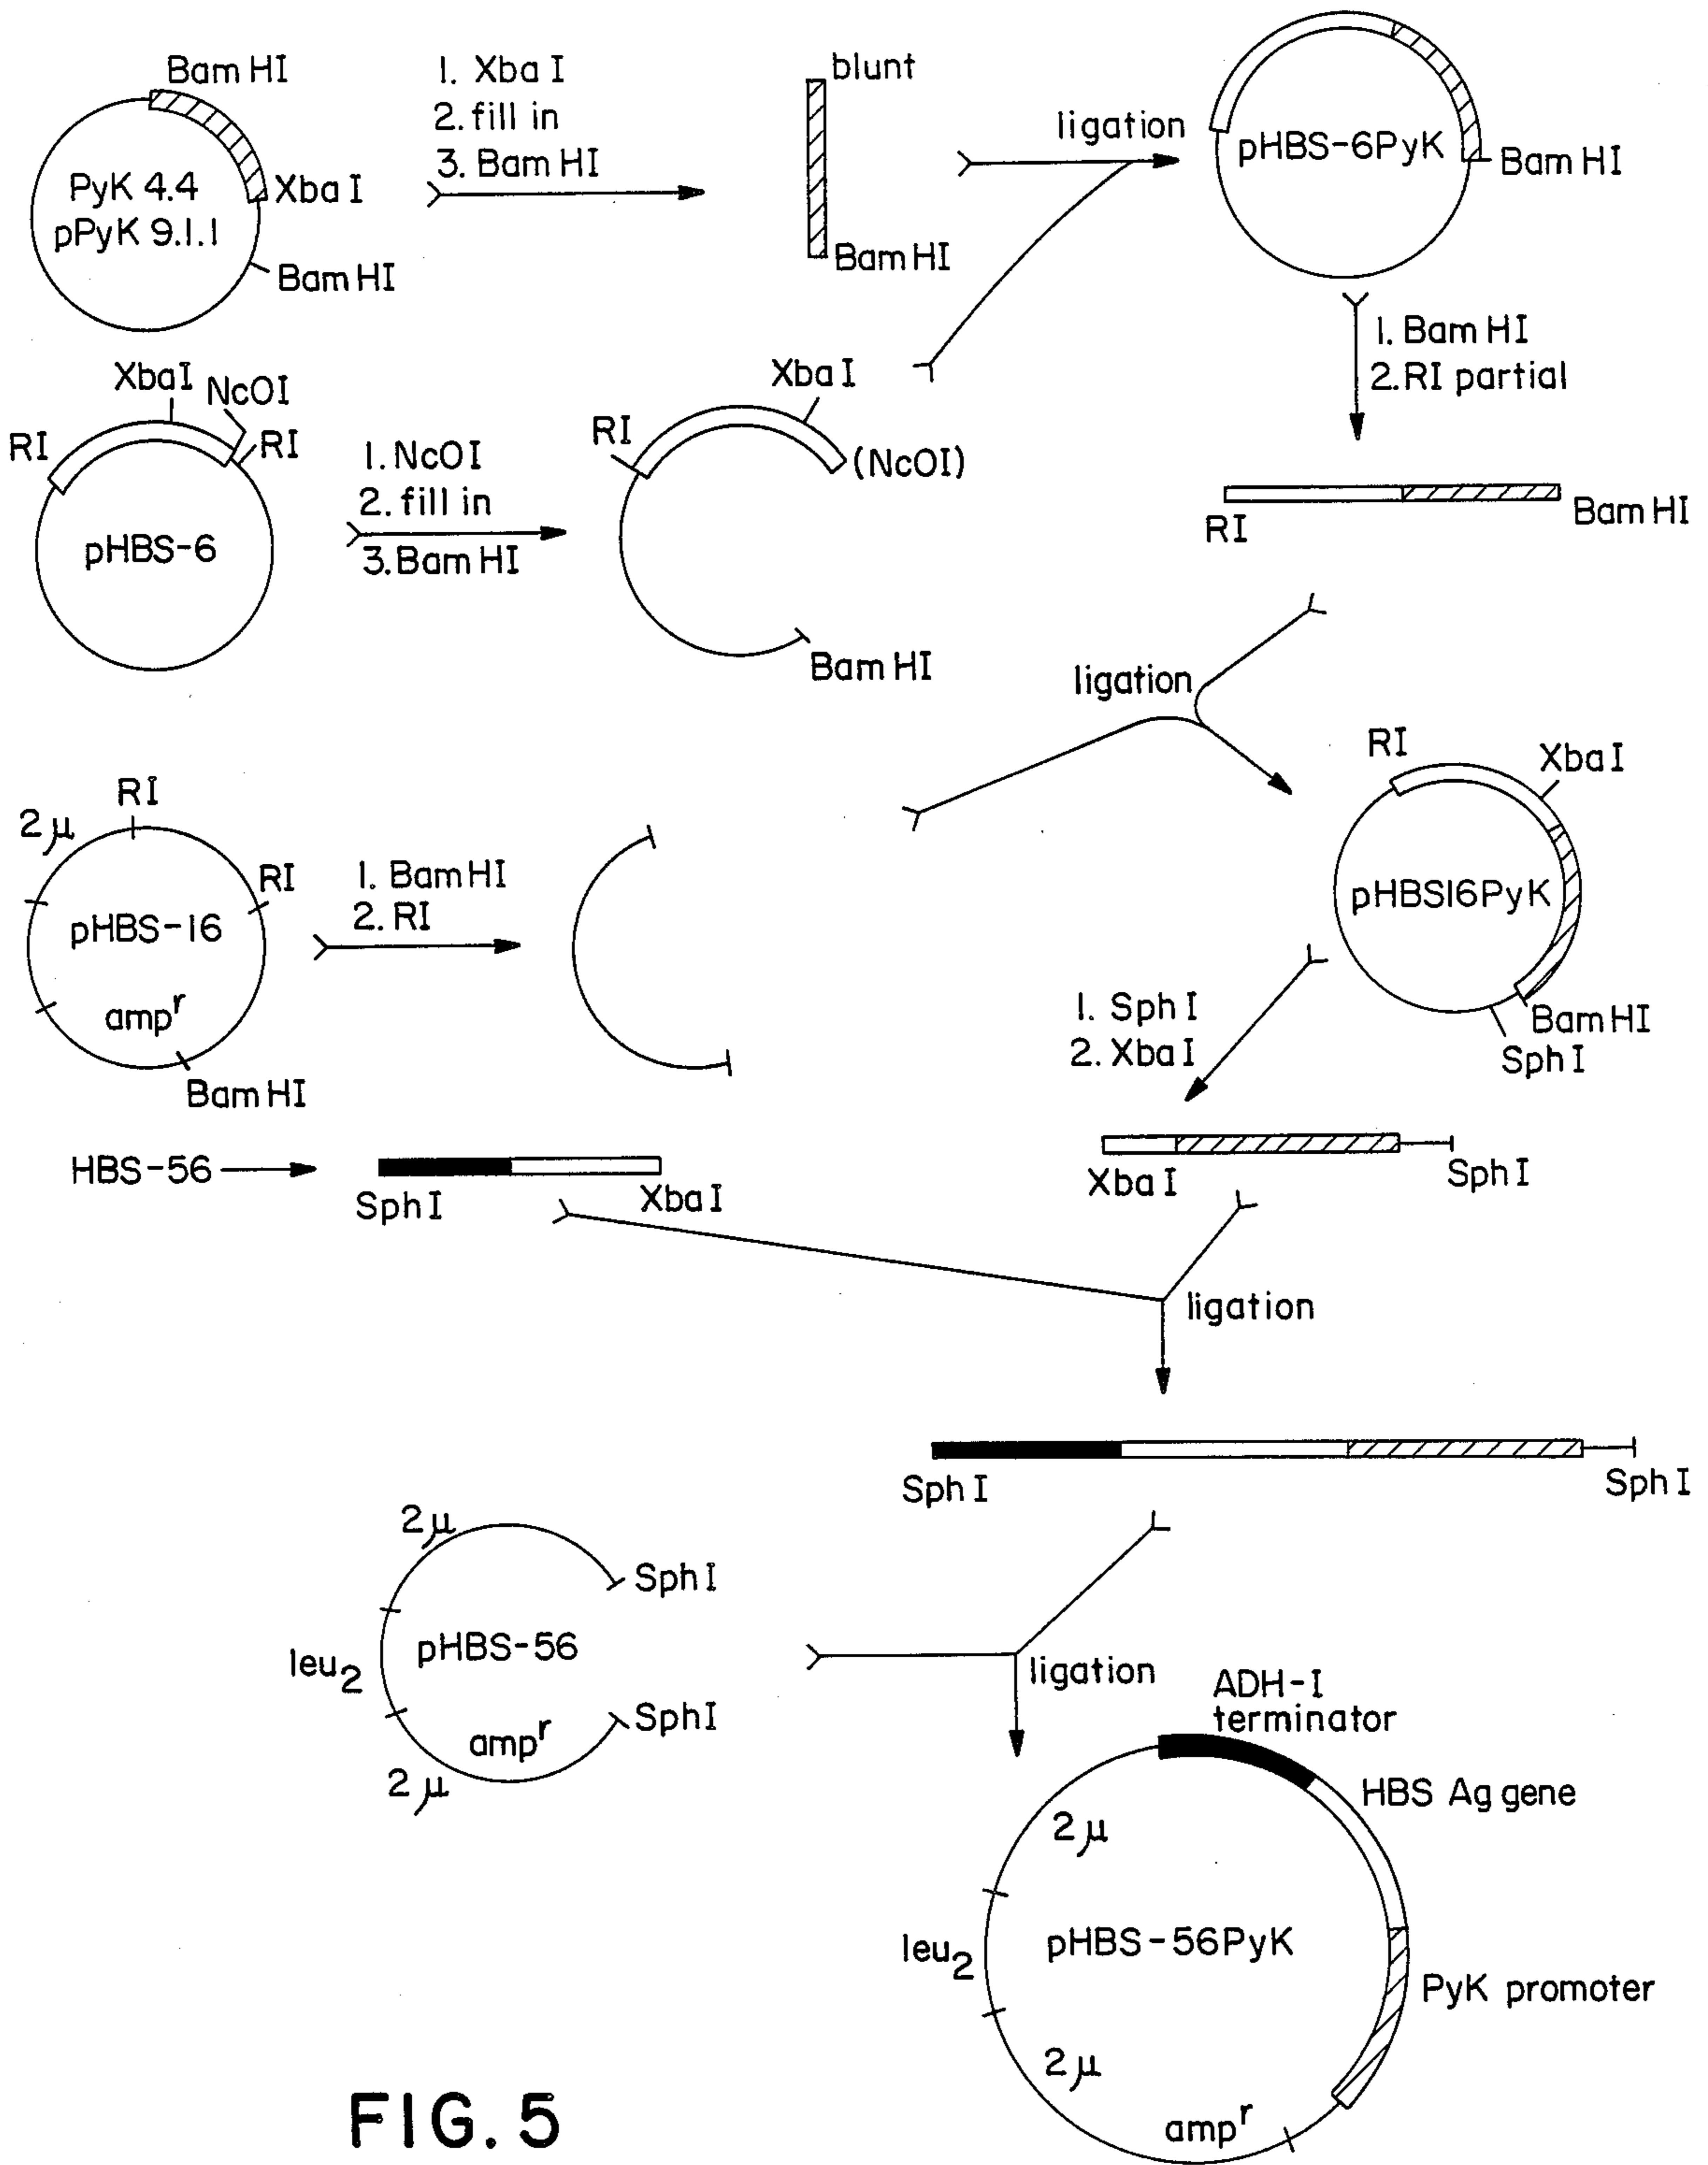 Bam HI
PyK 4.4
pPyK 9.1.1
Xba I
Bam HI
1. Xba I
2. fill in
3. Bam HI
blunt
Bam HI
ligation
pHBS-6PyK
Bam HI
1. Bam HI
2. RI partial
RI
Bam HI
RI
XbaI
NcOI
RI
pHBS-6
1. NcOI
2. fill in
3. Bam HI
RI
Xba I
(NcOI)
Bam HI
ligation
2μ
RI
RI
pHBS-16
ampʳ
Bam HI
1. Bam HI
2. RI
RI
Xba I
pHBS16PyK
Bam HI
Sph I
1. Sph I
2. Xba I
Xba I
Sph I
HBS-56
Sph I
Xba I
ligation
Sph I
Sph I
2μ
Sph I
pHBS-56
leu₂
Sph I
ampʳ
2μ
ligation
ADH-I
terminator
HBS Ag gene
2μ
leu₂
pHBS-56PyK
PyK promoter
2μ
ampʳ
FIG. 5